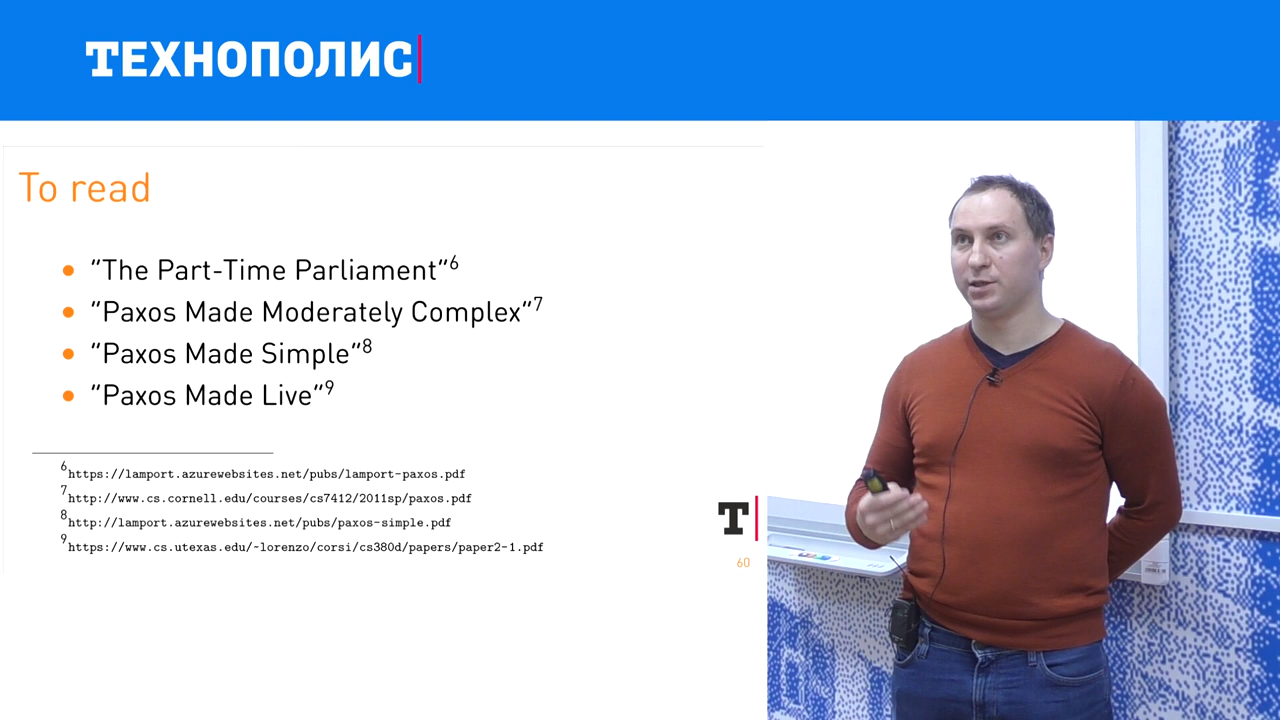 ТЕХНОПОЛИС
To read
• "The Part-Time Parliament"⁶
• "Paxos Made Moderately Complex"⁷
• "Paxos Made Simple"⁸
• "Paxos Made Live"⁹
⁶https://lamport.azurewebsites.net/pubs/lamport-paxos.pdf
⁷http://www.cs.cornell.edu/courses/cs7412/2011sp/paxos.pdf
⁸http://lamport.azurewebsites.net/pubs/paxos-simple.pdf
⁹https://www.cs.utexas.edu/~lorenzo/corsi/cs380d/papers/paper2-1.pdf
Т
60